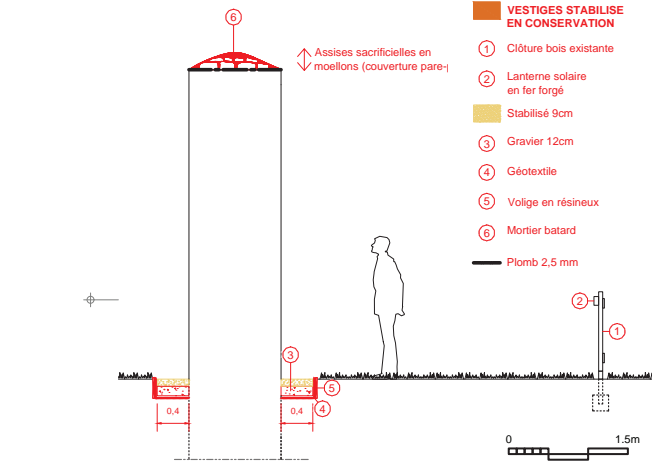 VESTIGES STABILISE
EN CONSERVATION
6
Assises sacrificielles en
moellons (couverture pare-
1 Clôture bois existante
2 Lanterne solaire
en fer forgé
Stabilisé 9cm
3 Gravier 12cm
4 Géotextile
5 Volige en résineux
6 Mortier batard
Plomb 2,5 mm
2
1
3
5
4
0,4
0,4
0 1.5m